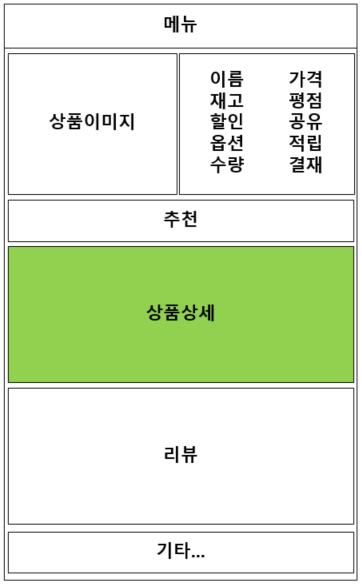 메뉴
상품이미지
이름 가격
재고 평점
할인 공유
옵션 적립
수량 결재
추천
상품상세
리뷰
기타...